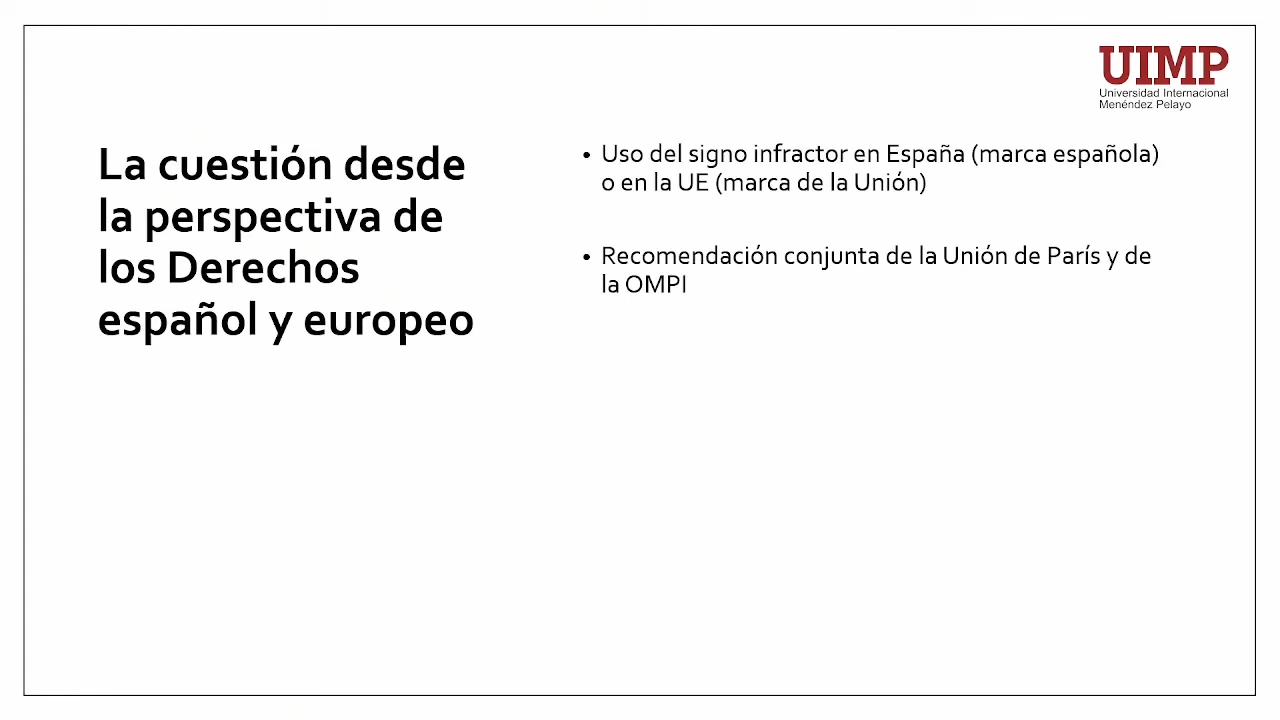 UIMP
Universidad Internacional
Menéndez Pelayo
La cuestión desde
la perspectiva de
los Derechos
español y europeo
• Uso del signo infractor en España (marca española)
o en la UE (marca de la Unión)
• Recomendación conjunta de la Unión de París y de
la OMPI